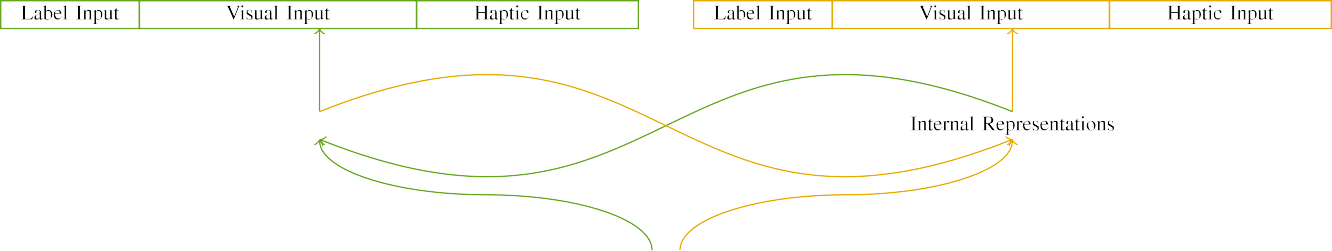 Label Input Visual Input Haptic Input Label Input Visual Input Haptic Input
Internal Representations